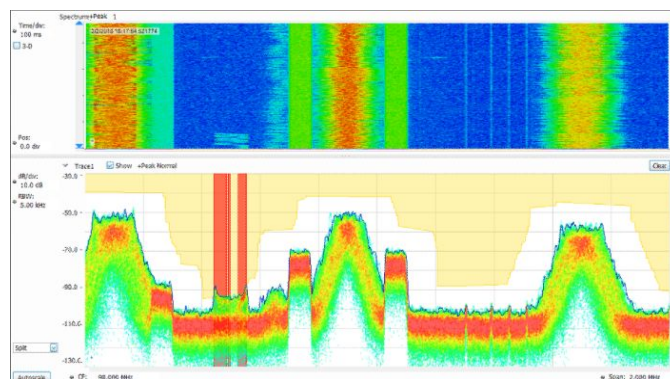 Spectrums+Peak 1
Time/div:
100 ms
3-D
Pos:
0.0 div
Trace1 Show +Peak Normal Clear
dB/div:
10.0 dB
RBW:
5.00 kHz
-30.0
-50.0
-70.0
-90.0
-110.0
-130.0
Split
Autoscale CF: 98.090 MHz Span: 2.000 MHz